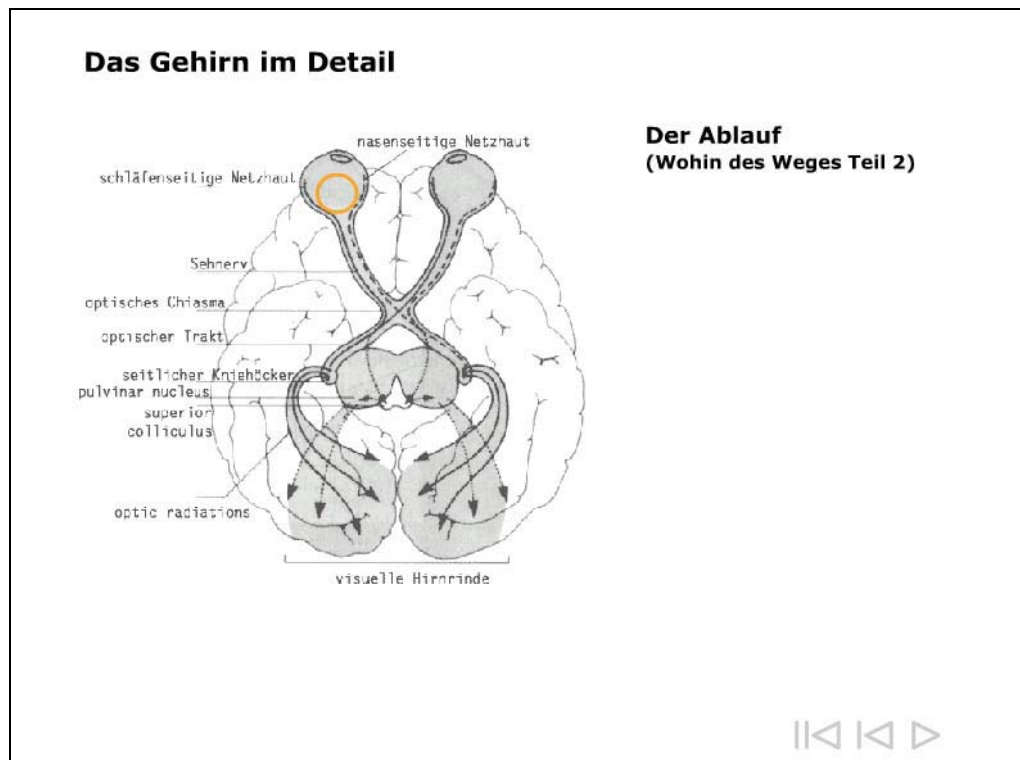 Das Gehirn im Detail
Der Ablauf
(Wohin des Weges Teil 2)
nasenseitige Netzhaut
schläfenseitige Netzhaut
Sehnerv
optisches Chiasma
optischer Trakt
seitlicher Kniehöcker
pulvinar nucleus
superior
colliculus
optic radiations
visuelle Hirnrinde